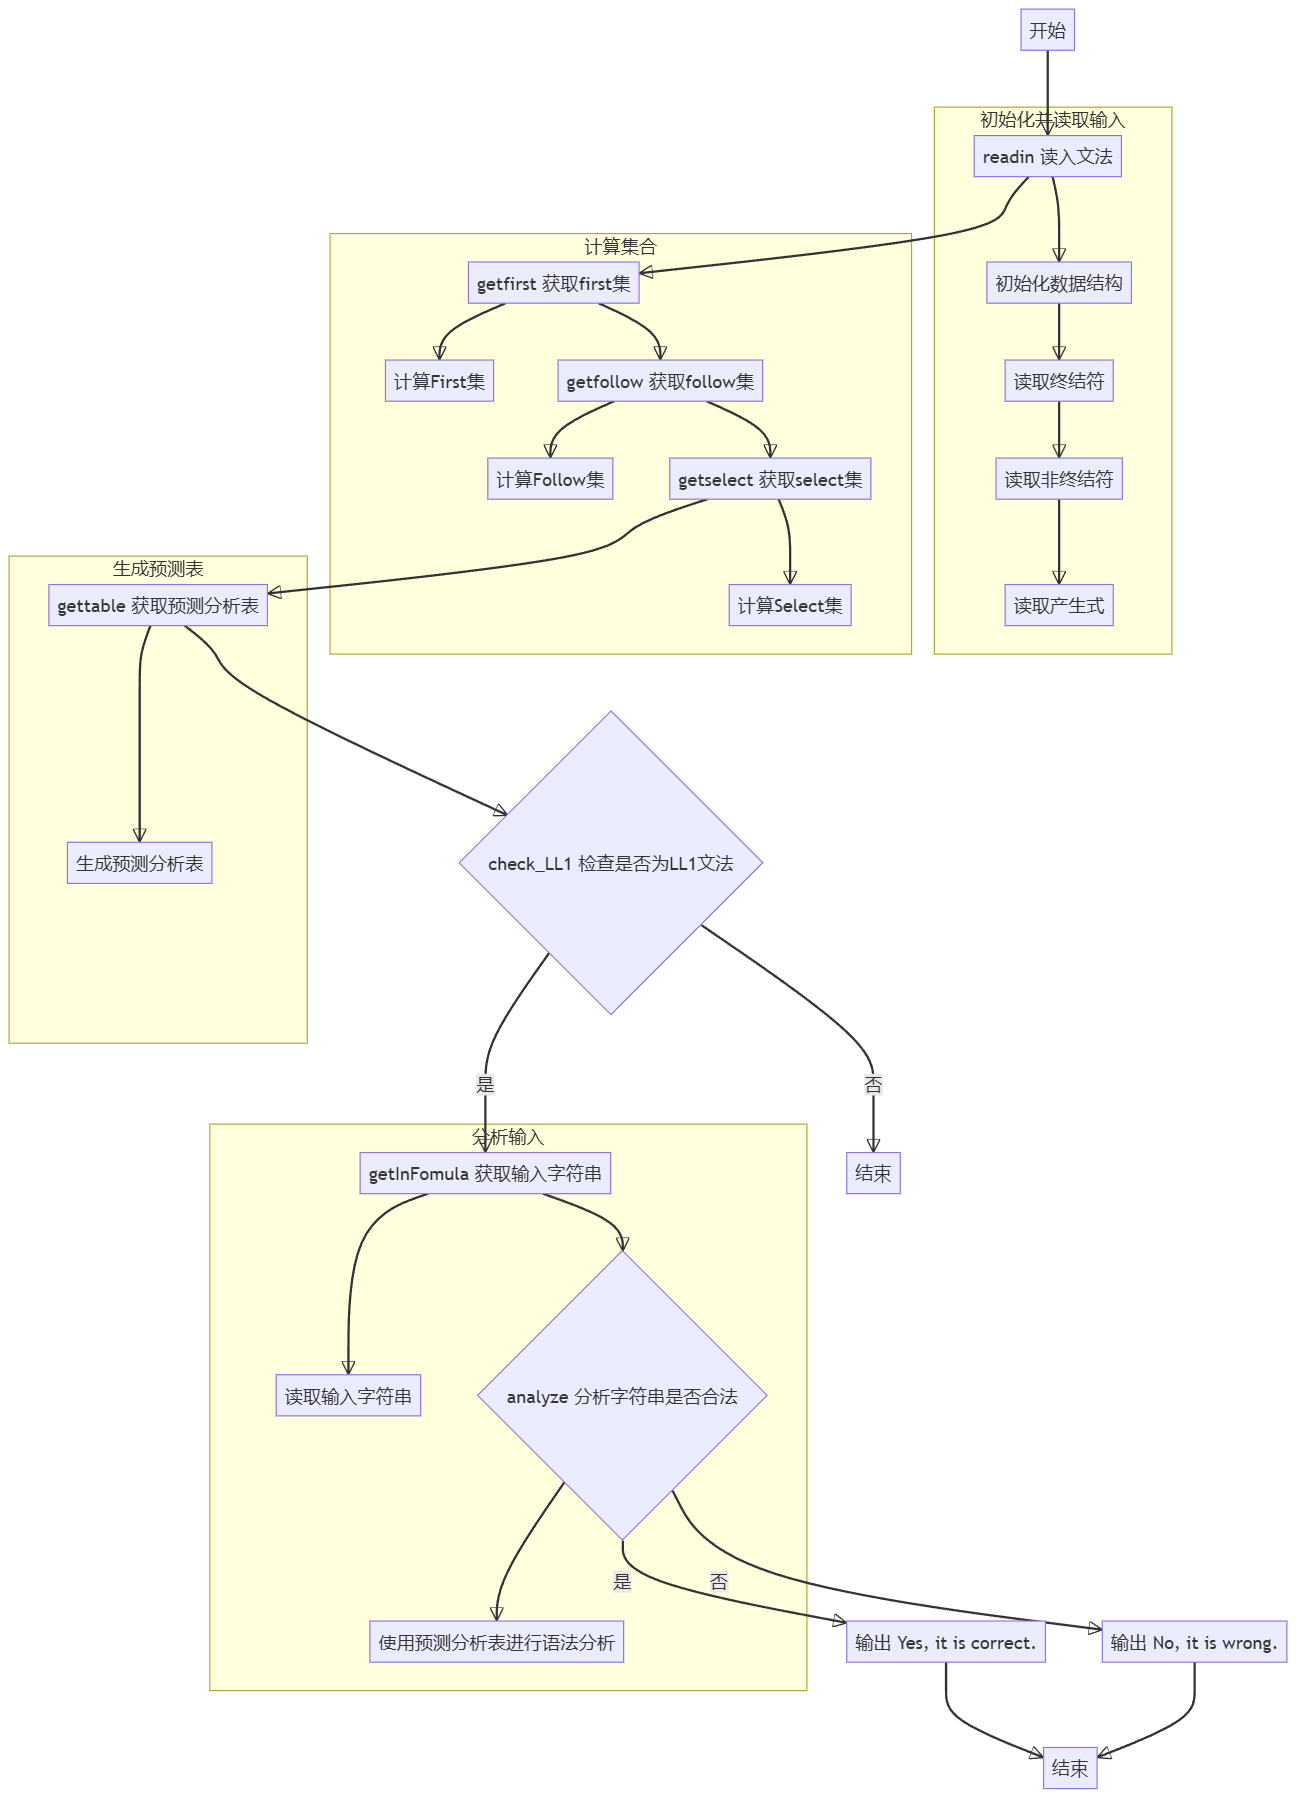 开始
初始化并读取输入
readin 读入文法
计算集合
getfirst 获取first集
初始化数据结构
计算First集
getfollow 获取follow集
读取终结符
计算Follow集
getselect 获取select集
读取非终结符
生成预测表
gettable 获取预测分析表
计算Select集
读取产生式
生成预测分析表
check_LL1 检查是否为LL1文法
是
否
分析输入
getInFomula 获取输入字符串
结束
读取输入字符串
analyze 分析字符串是否合法
是
否
使用预测分析表进行语法分析
输出 Yes, it is correct.
输出 No, it is wrong.
结束